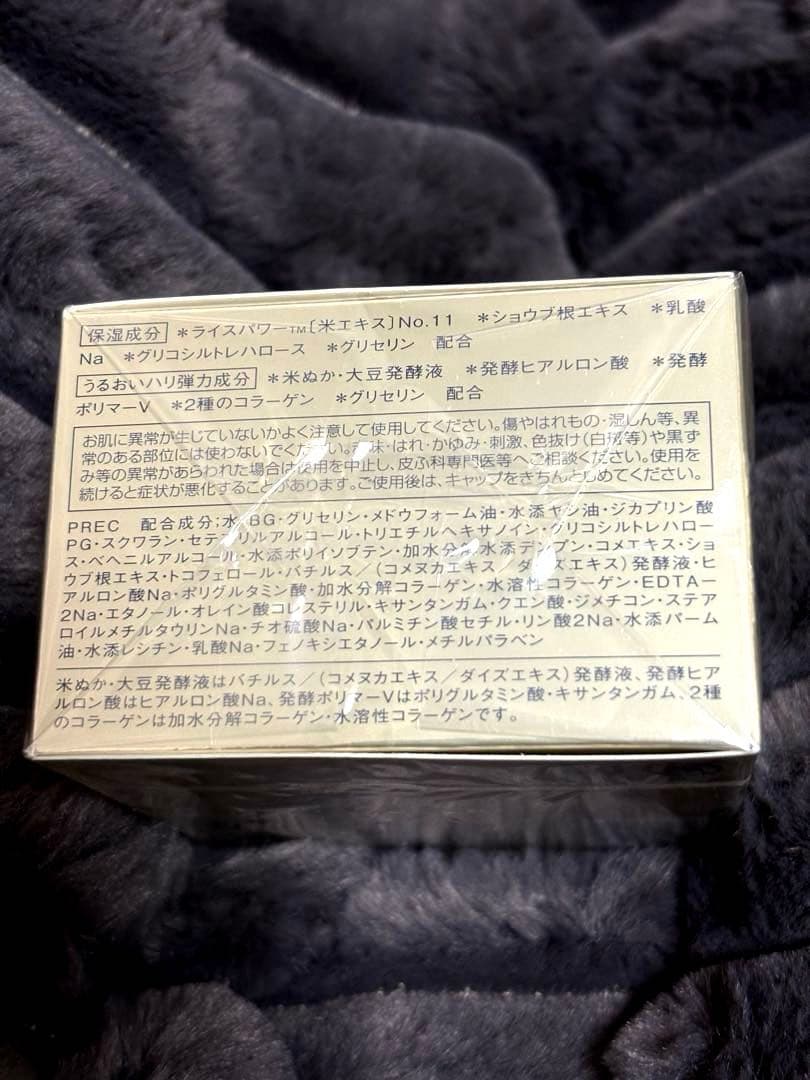 保湿成分 *ライスパワー™[米エキス]No.11 *ショウブ根エキス *乳酸
Na *グリコシルトレハロース *グリセリン 配合
うるおいハリ弾力成分 *米ぬか・大豆発酵液 *発酵ヒアルロン酸 *発酵
ポリマーV *2種のコラーゲン *グリセリン 配合
お肌に異常が生じていないかよく注意して使用してください。傷やはれもの・湿しん等、異
常のある部位には使わないでください。赤味・はれ・かゆみ・刺激、色抜け(白斑等)や黒ず
み等の異常があらわれた場合は使用を中止し、皮ふ科専門医等へご相談ください。使用を
続けると症状が悪化することがあります。ご使用後は、キャップをきちんとしめてください。
PREC 配合成分:水・BG・グリセリン・メドウフォーム油・水添ヤシ油・ジカプリン酸
PG・スクワラン・セテアリルアルコール・トリエチルヘキサノイン・グリコシルトレハロー
ス・ベヘニルアルコール・水添ポリイソブテン・加水分解水添デンプン・コメエキス・ショ
ウブ根エキス・トコフェロール・バチルス/(コメヌカエキス/ダイズエキス)発酵液・ヒ
アルロン酸Na・ポリグルタミン酸・加水分解コラーゲン・水溶性コラーゲン・EDTA-
2Na・エタノール・オレイン酸コレステリル・キサンタンガム・クエン酸・ジメチコン・ステア
ロイルメチルタウリンNa・チオ硫酸Na・パルミチン酸セチル・リン酸2Na・水添パーム
油・水添レシチン・乳酸Na・フェノキシエタノール・メチルパラベン
米ぬか・大豆発酵液はバチルス/(コメヌカエキス/ダイズエキス)発酵液、発酵ヒア
ルロン酸はヒアルロン酸Na、発酵ポリマーVはポリグルタミン酸・キサンタンガム、2種
のコラーゲンは加水分解コラーゲン・水溶性コラーゲンです。